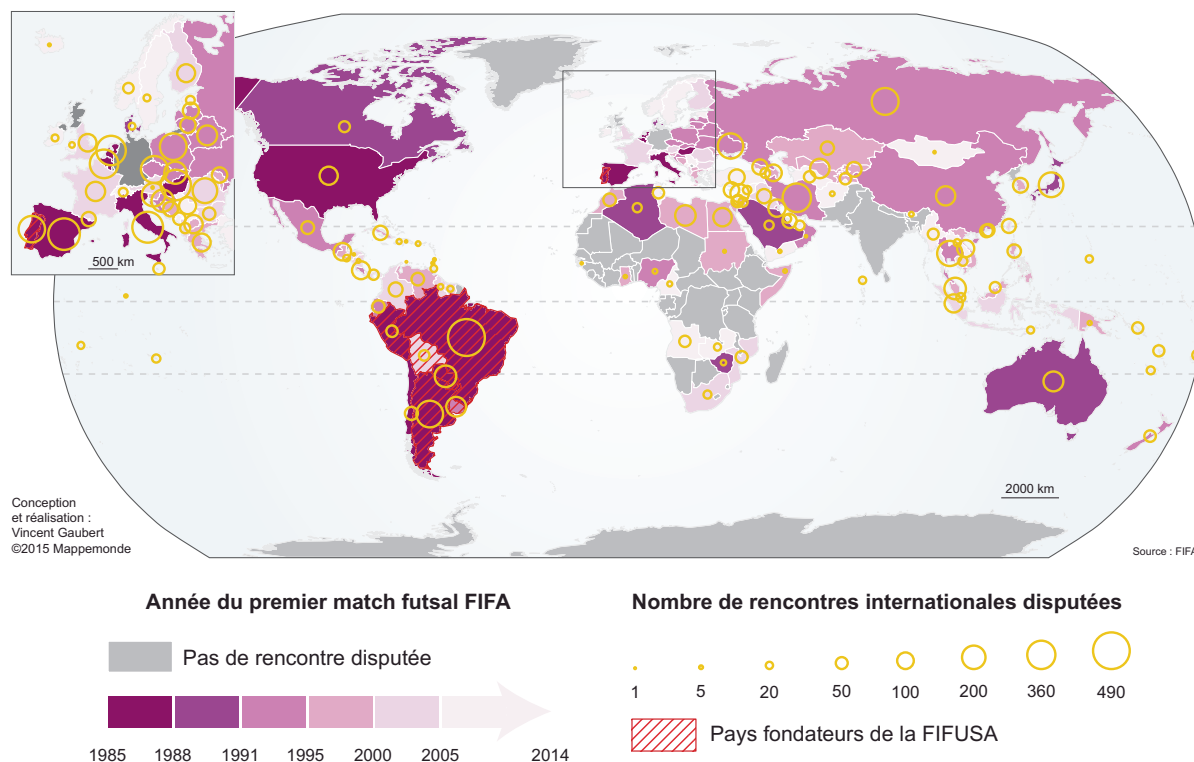 500 km
2000 km
Conception
et réalisation :
Vincent Gaubert
©2015 Mappemonde
Source : FIFA
Année du premier match futsal FIFA
Pas de rencontre disputée
1985 1988 1991 1995 2000 2005 2014
Nombre de rencontres internationales disputées
1 5 20 50 100 200 360 490
Pays fondateurs de la FIFUSA